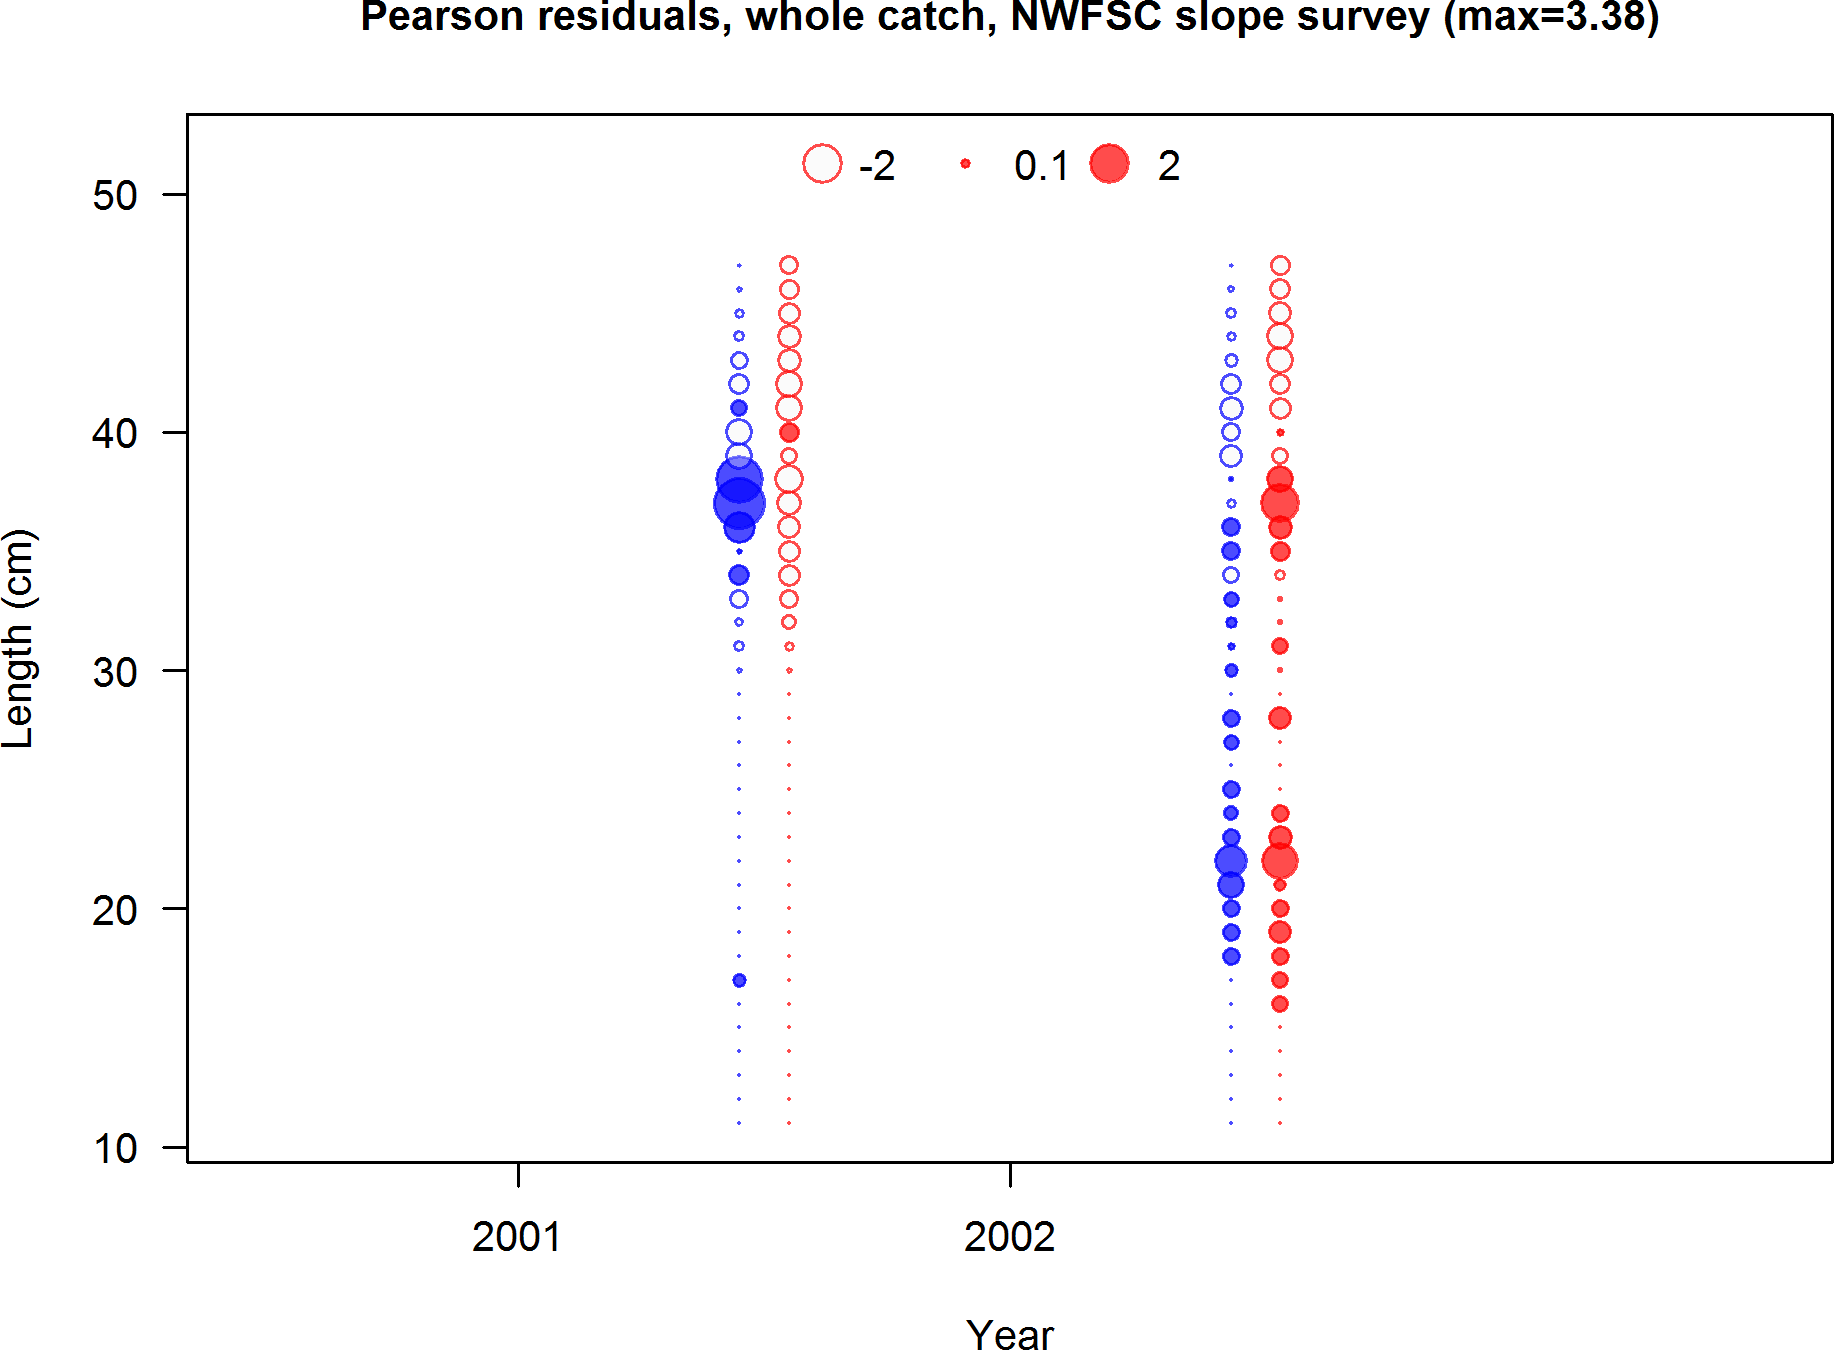 Pearson residuals, whole catch, NWFSC slope survey (max=3.38)
-2 0.1 2
50
40
30
20
10
Length (cm)
2001 2002
Year